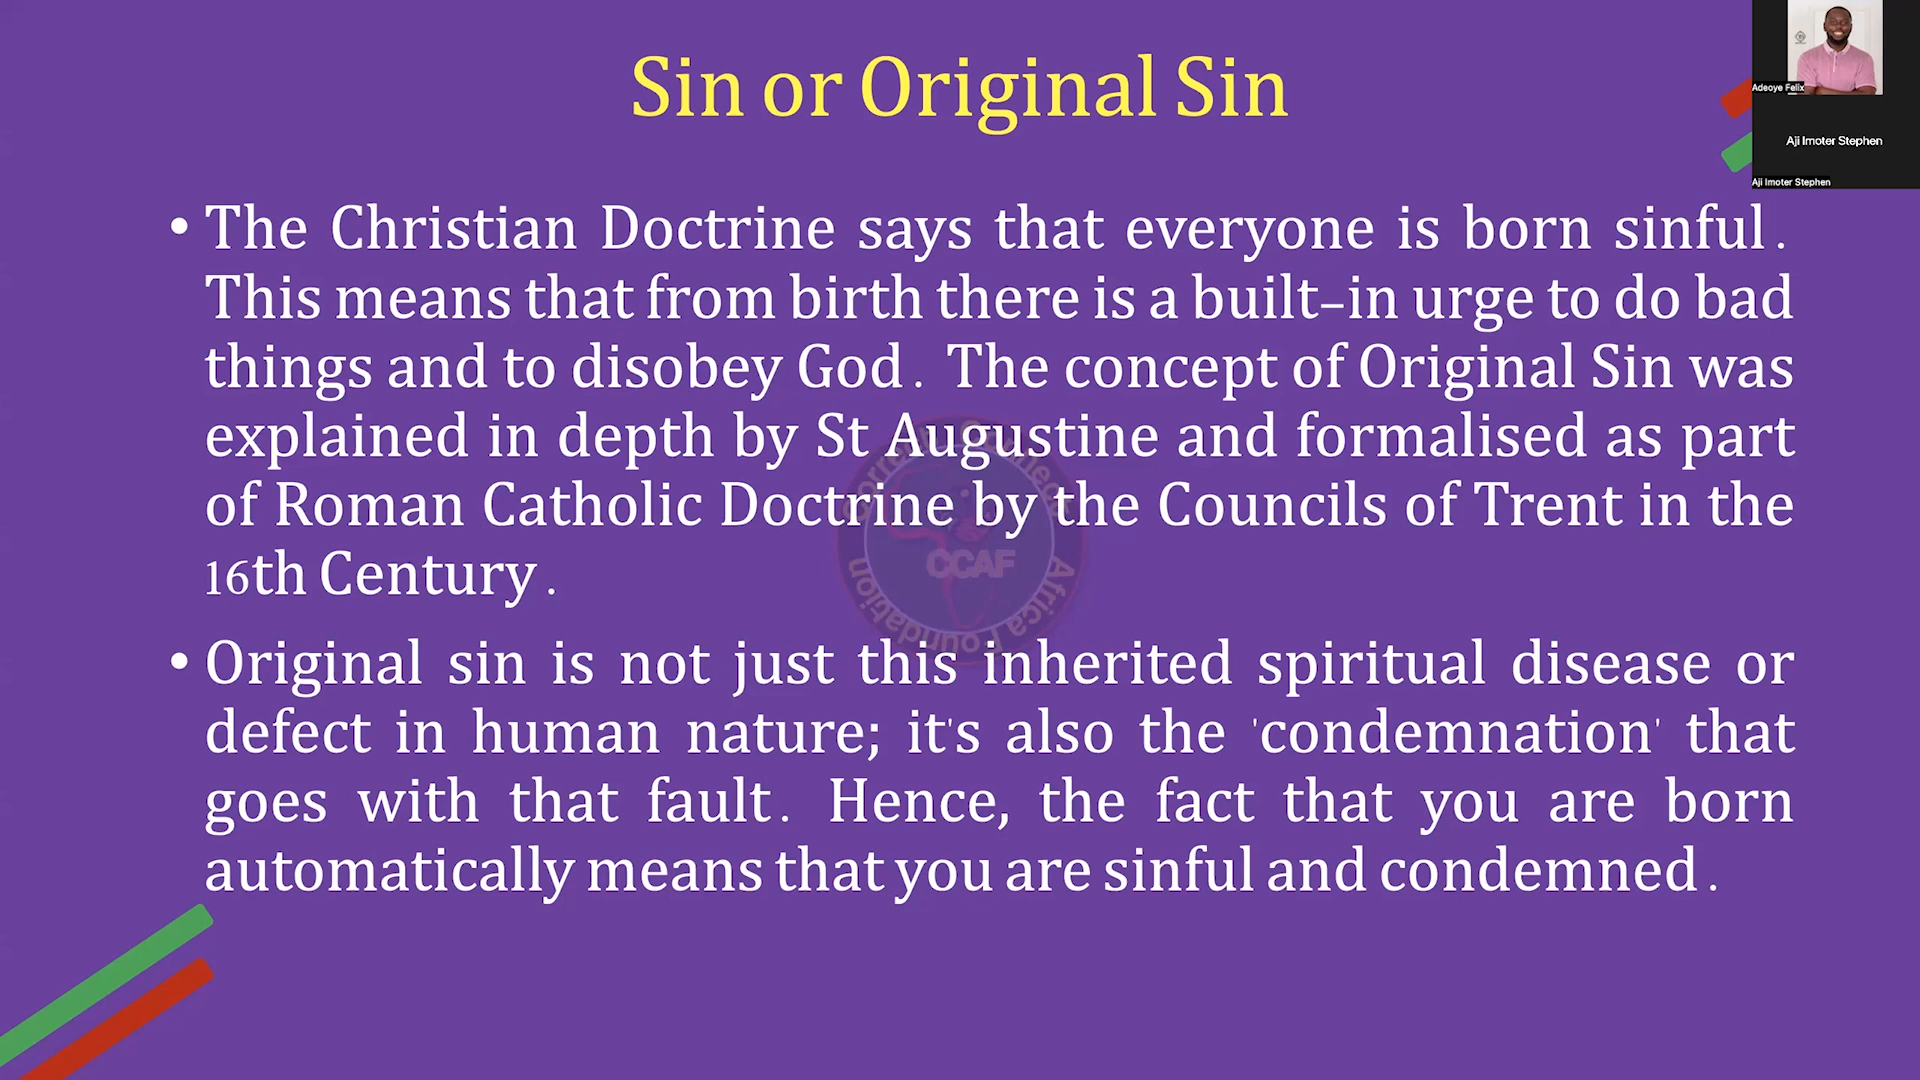 Sin or Original Sin
Adeoye Felix
Aji Imoter Stephen
Aji Imoter Stephen
• The Christian Doctrine says that everyone is born sinful.
This means that from birth there is a built–in urge to do bad
things and to disobey God. The concept of Original Sin was
explained in depth by St Augustine and formalised as part
of Roman Catholic Doctrine by the Councils of Trent in the
16th Century.
• Original sin is not just this inherited spiritual disease or
defect in human nature; it's also the 'condemnation' that
goes with that fault. Hence, the fact that you are born
automatically means that you are sinful and condemned.
CCAF
Africa Foundation